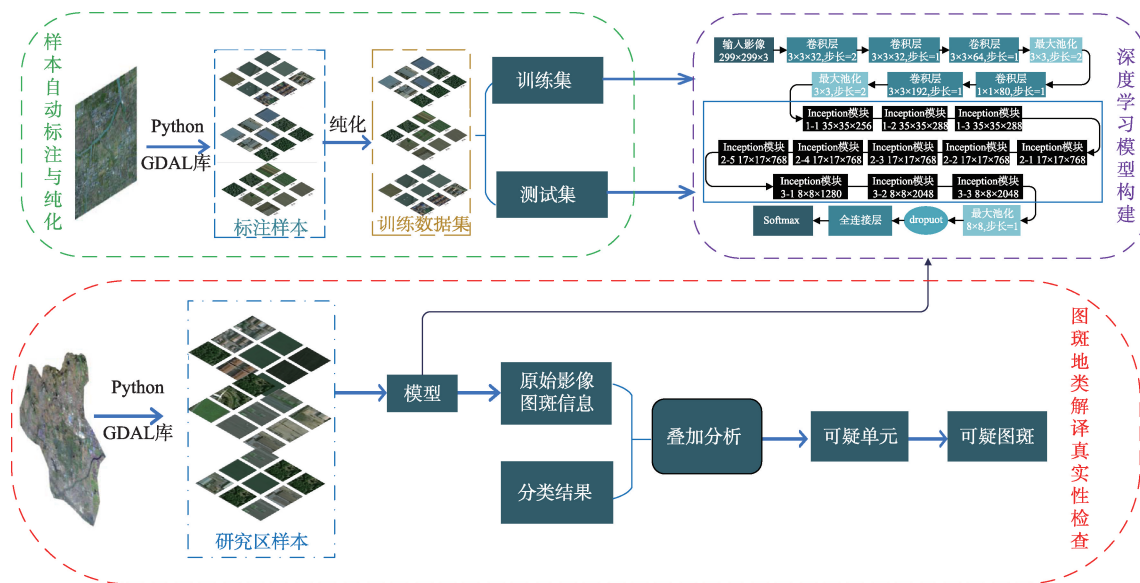 样本自动标注与纯化
Python
GDAL库
标注样本
纯化
训练数据集
训练集
测试集
输入影像
299×299×3
卷积层
3×3×32,步长=2
卷积层
3×3×32,步长=1
卷积层
3×3×64,步长=1
最大池化
3×3,步长=2
最大池化
3×3,步长=2
卷积层
3×3×192,步长=1
卷积层
1×1×80,步长=1
Inception模块
1-1 35×35×256
Inception模块
1-2 35×35×288
Inception模块
1-3 35×35×288
Inception模块
2-5 17×17×768
Inception模块
2-4 17×17×768
Inception模块
2-3 17×17×768
Inception模块
2-2 17×17×768
Inception模块
2-1 17×17×768
Inception模块
3-1 8×8×1280
Inception模块
3-2 8×8×2048
Inception模块
3-3 8×8×2048
Softmax
全连接层
dropuot
最大池化
8×8,步长=1
深度学习模型构建
Python
GDAL库
研究区样本
模型
原始影像
图斑信息
分类结果
叠加分析
可疑单元
可疑图斑
图斑地类解译真实性检查